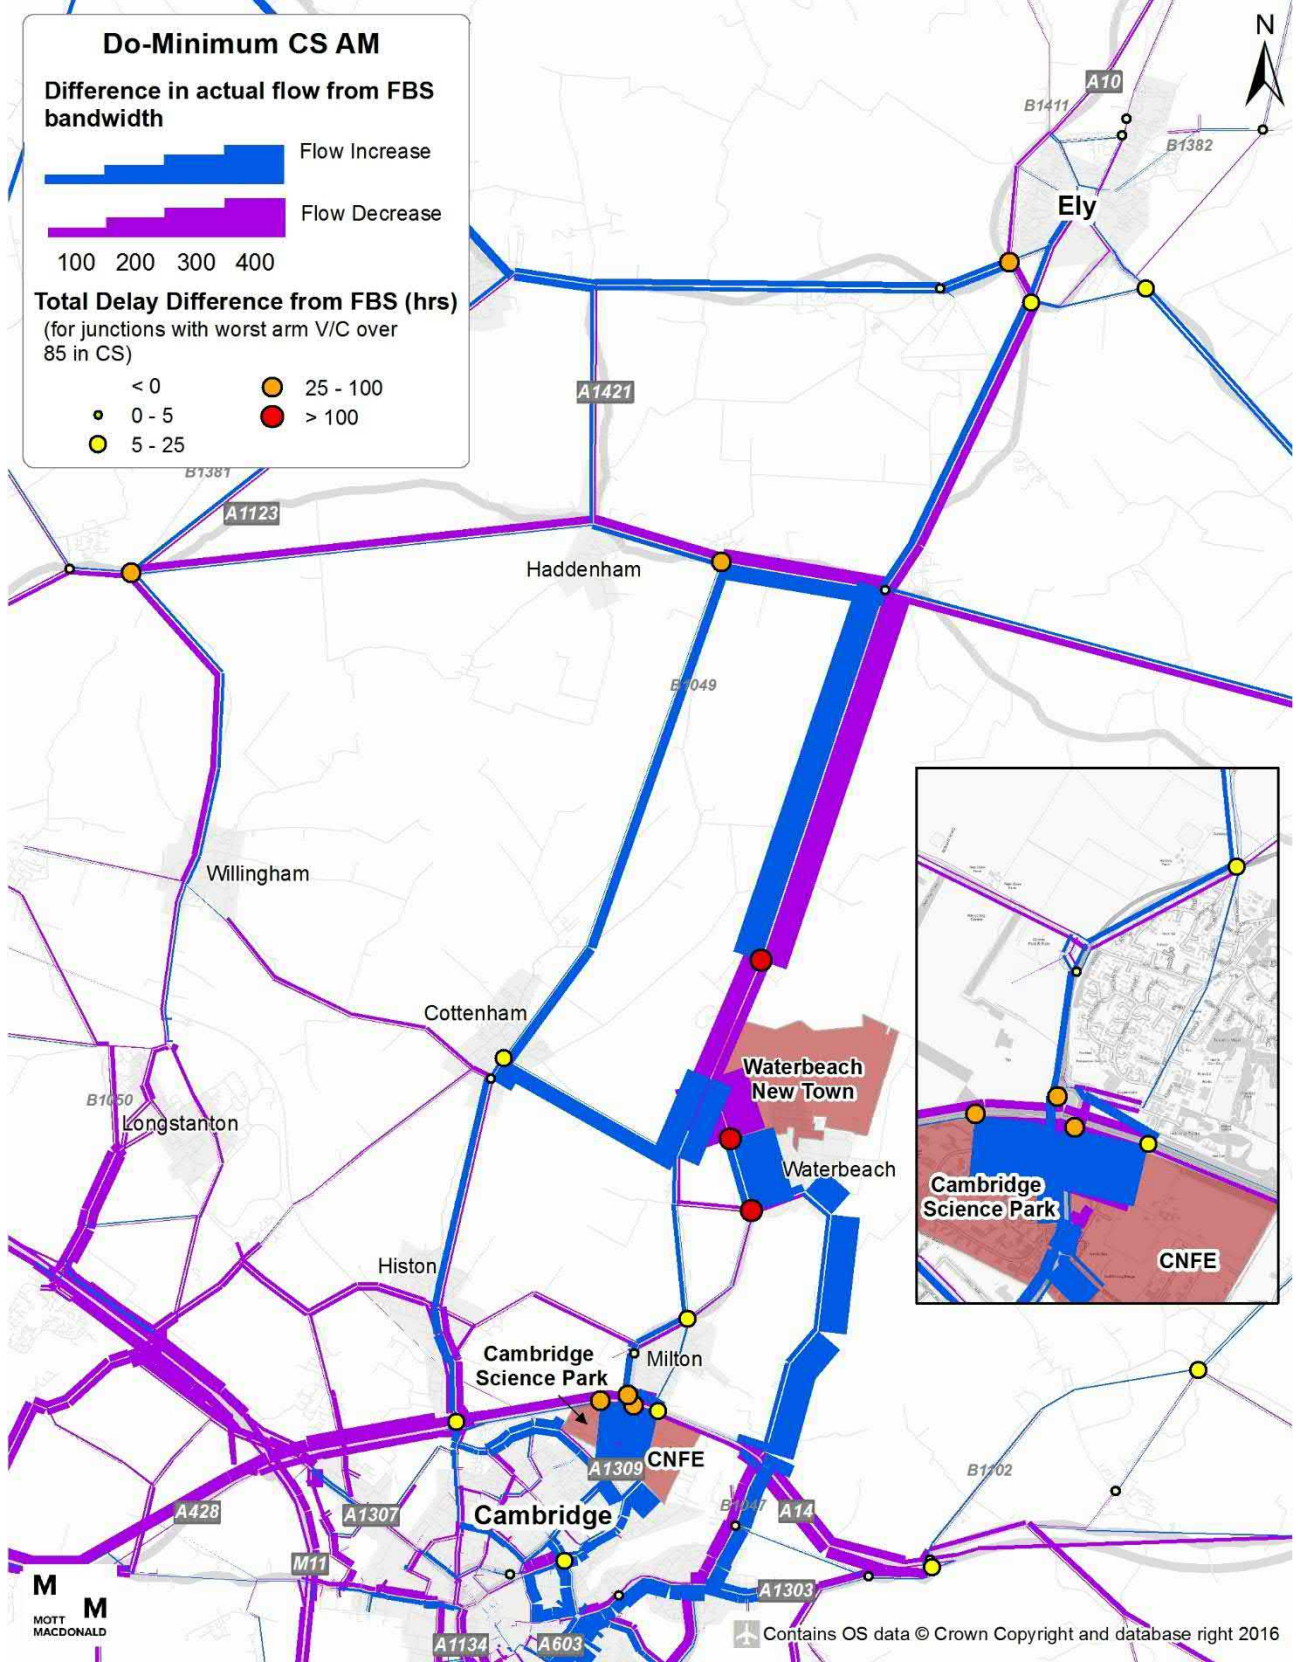 Do-Minimum CS AM
Difference in actual flow from FBS
bandwidth
Flow Increase
Flow Decrease
100 200 300 400
Total Delay Difference from FBS (hrs)
(for junctions with worst arm V/C over
85 in CS)
< 0
25 - 100
0 - 5
> 100
5 - 25
N
A10
B1411
B1382
Ely
A1421
B1381
A1123
Haddenham
B1049
Willingham
Cottenham
Waterbeach
New Town
B1050
Longstanton
Waterbeach
Cambridge
Science Park
CNFE
Histon
Cambridge
Science Park
Milton
CNFE
A1309
B1102
A428
A1307
Cambridge
B1047
A14
M11
A1303
A1134
A603
M M
MOTT
MACDONALD
Contains OS data © Crown Copyright and database right 2016